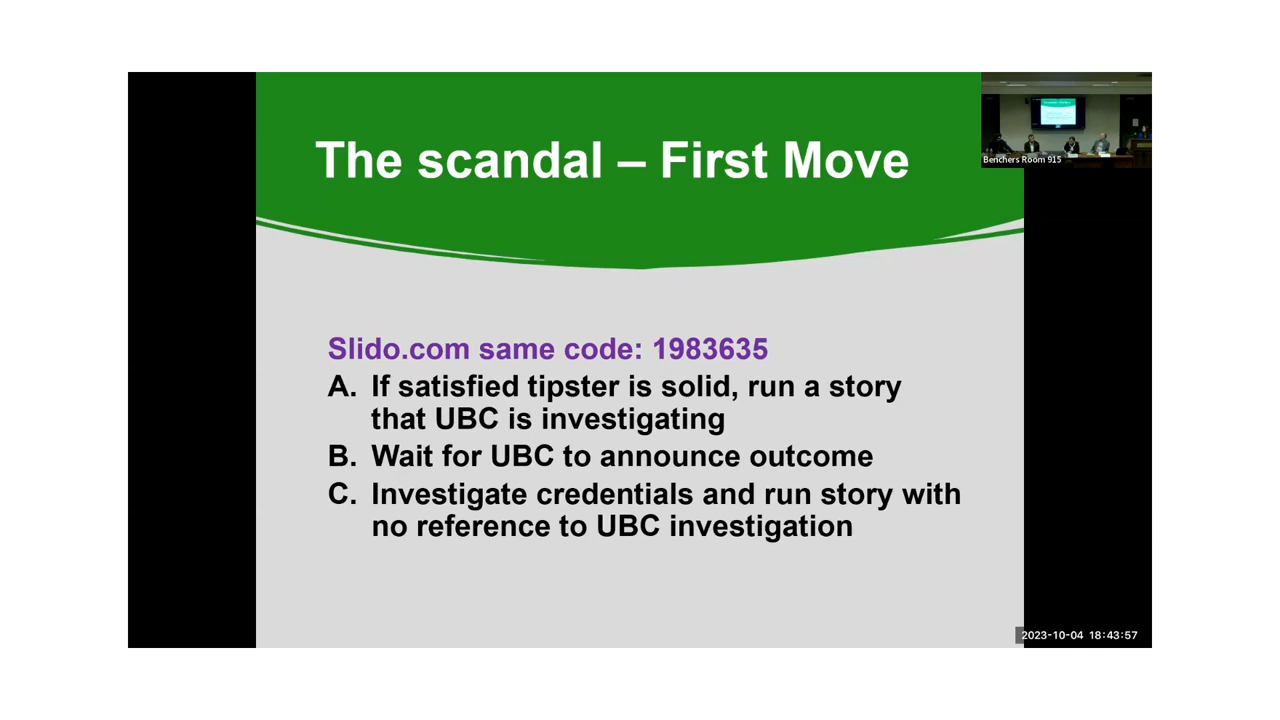 The scandal – First Move
Benchers Room 915
Slido.com same code: 1983635
A. If satisfied tipster is solid, run a story
that UBC is investigating
B. Wait for UBC to announce outcome
C. Investigate credentials and run story with
no reference to UBC investigation
2023-10-04 18:43:57